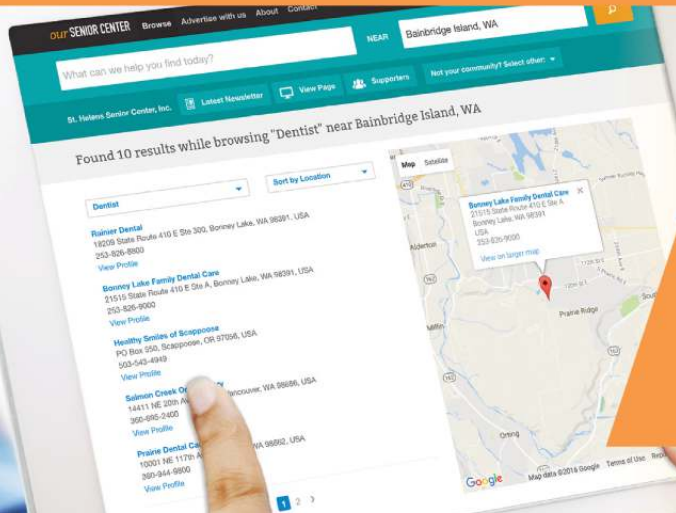 our SENIOR CENTER Browse Advertise with us About Contact
What can we help you find today?
NEAR
Bainbridge Island, WA
St. Helens Senior Center, Inc. Latest Newsletter View Page Supporters Not your community? Select other:
Found 10 results while browsing "Dentist" near Bainbridge Island, WA
Dentist
Sort by Location
Rainier Dental
18209 State Route 410 E Ste 300, Bonney Lake, WA 98391, USA
253-826-8800
View Profile
Bonney Lake Family Dental Care
21515 State Route 410 E Ste A, Bonney Lake, WA 98391, USA
253-826-9000
View Profile
Healthy Smiles of Scappoose
PO Box 550, Scappoose, OR 97056, USA
503-543-4949
View Profile
Salmon Creek
14411 NE 20th Vancouver, WA 98686, USA
360-695-2400
View Profile
Prairie Dental
10001 NE 117th WA 98662, USA
360-944-9800
View Profile
1 2
Map Satellite
410
Bonney Lake Family Dental Care
21515 State Route 410 E Ste A
Bonney Lake, WA 98391
USA
253-826-9000
View on larger map
Alderton
162
Prairie Ridge
162
Orting
Google
Map data ©2016 Google Terms of Use